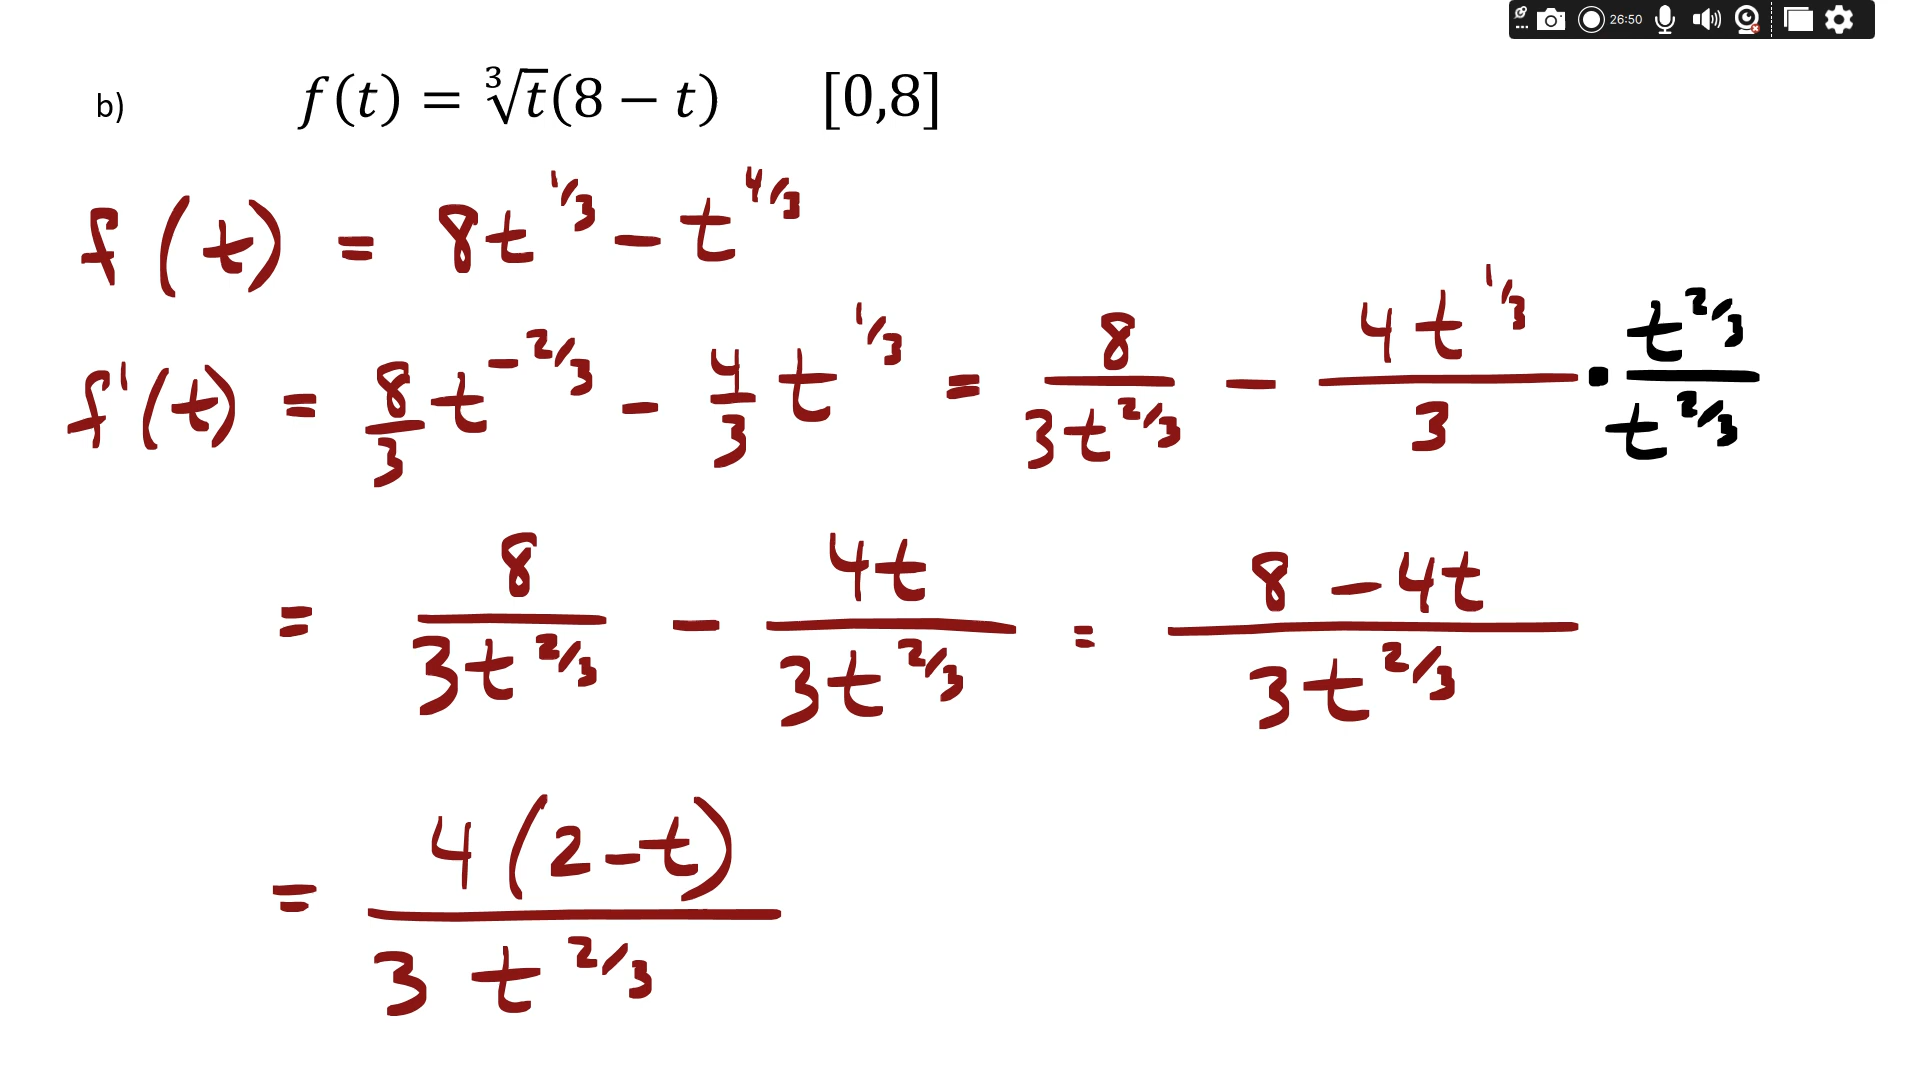 26:50
b) f(t) = ∛t(8 − t) [0,8]
f(t) = 8t^1/3 − t^4/3
f'(t) = 8/3 t^−2/3 − 4/3 t^1/3 = 8/(3t^2/3) − 4t^1/3/3 · t^2/3/t^2/3
= 8/(3t^2/3) − 4t/(3t^2/3) = (8 − 4t)/(3t^2/3)
= 4(2−t)/(3t^2/3)